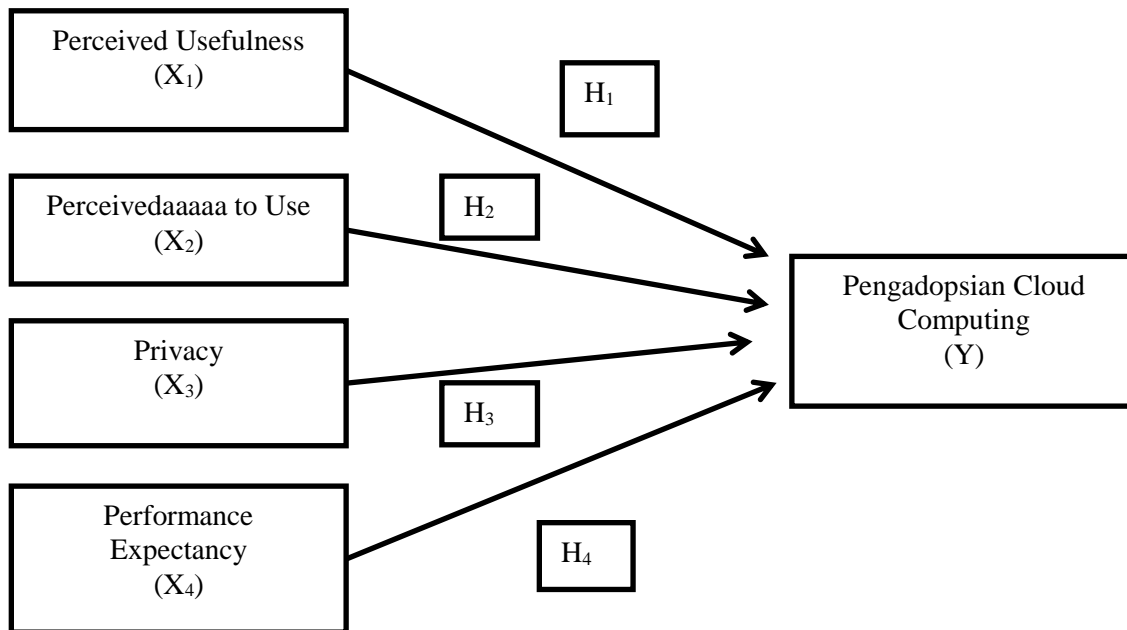 Perceived Usefulness
(X₁)
H₁
Perceivedaaaaa to Use
(X₂)
H₂
Pengadopsian Cloud
Computing
(Y)
Privacy
(X₃)
H₃
Performance
Expectancy
(X₄)
H₄